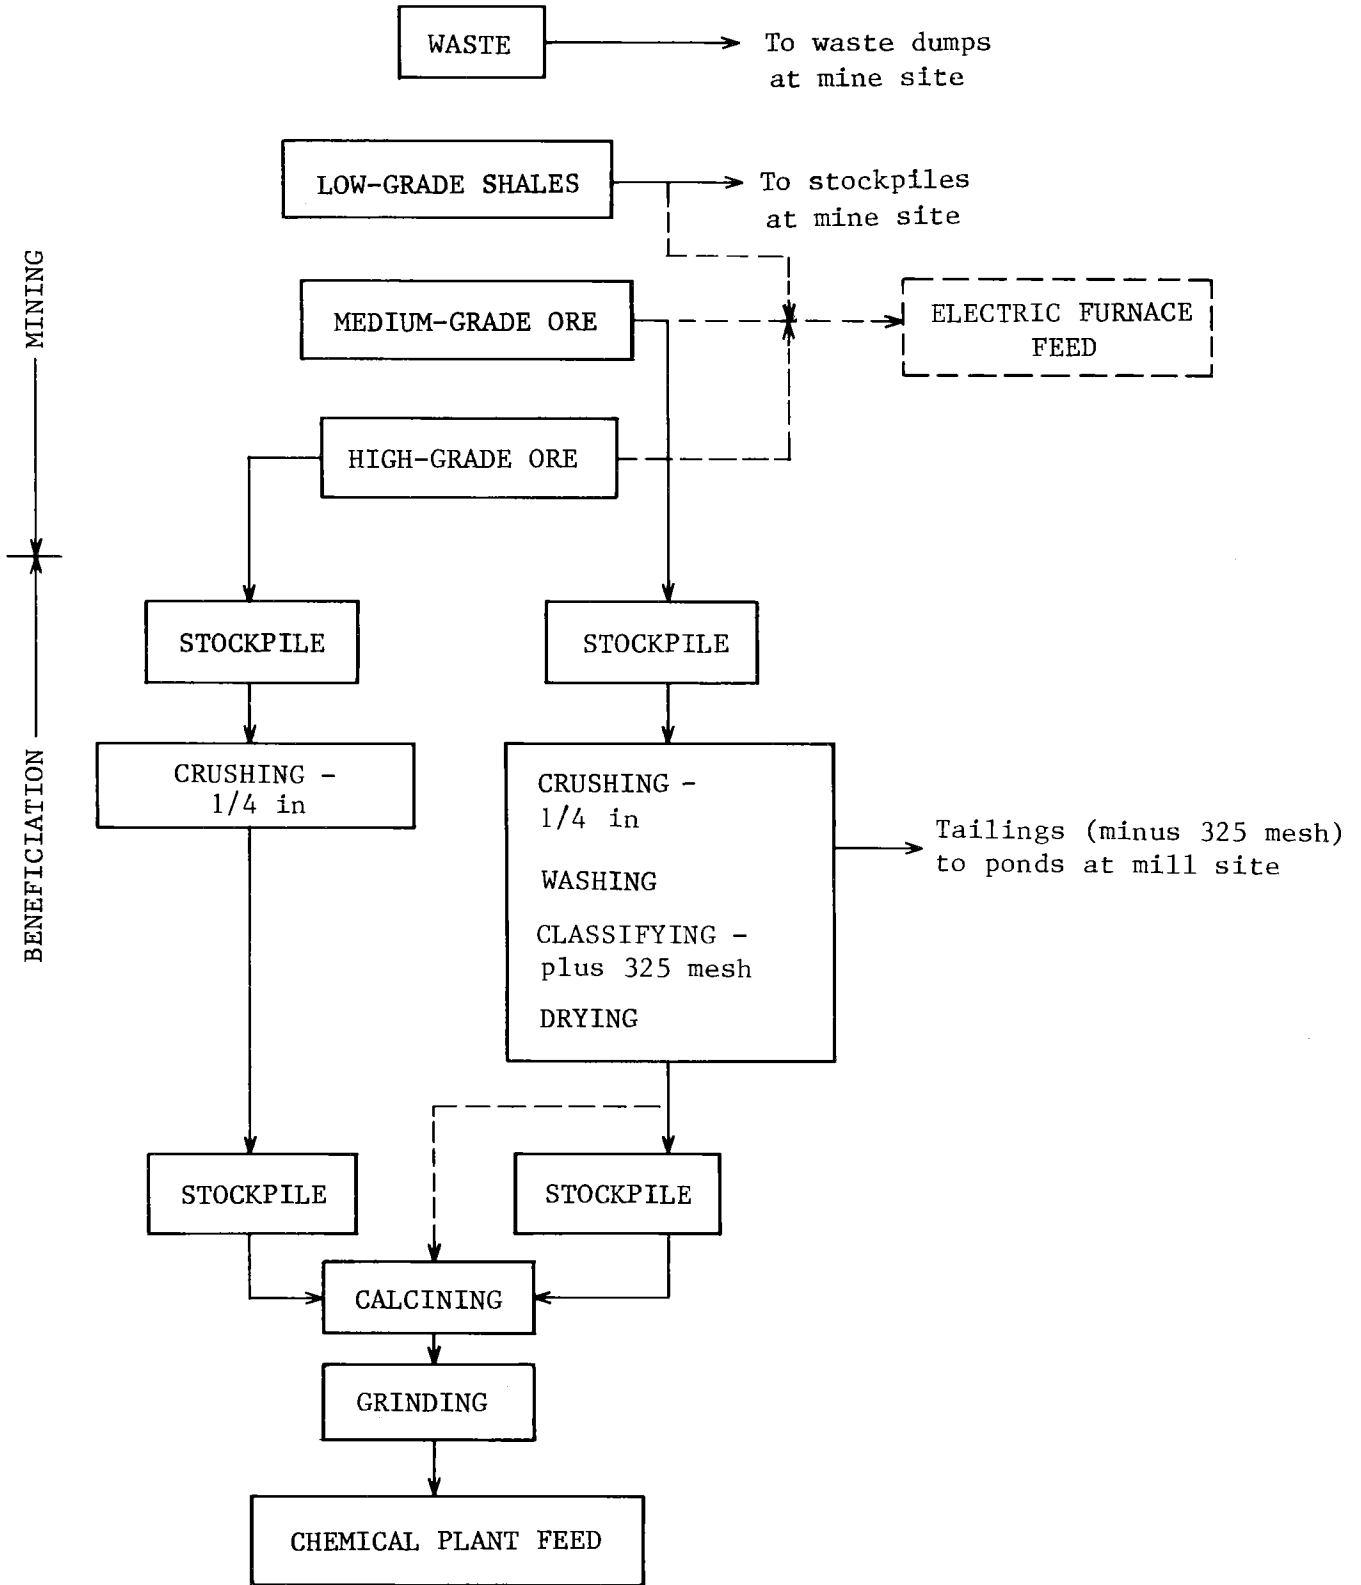 WASTE
To waste dumps
at mine site
LOW-GRADE SHALES
To stockpiles
at mine site
MINING
MEDIUM-GRADE ORE
ELECTRIC FURNACE
FEED
HIGH-GRADE ORE
STOCKPILE
STOCKPILE
BENEFICIATION
CRUSHING -
1/4 in
CRUSHING -
1/4 in
WASHING
CLASSIFYING -
plus 325 mesh
DRYING
Tailings (minus 325 mesh)
to ponds at mill site
STOCKPILE
STOCKPILE
CALCINING
GRINDING
CHEMICAL PLANT FEED